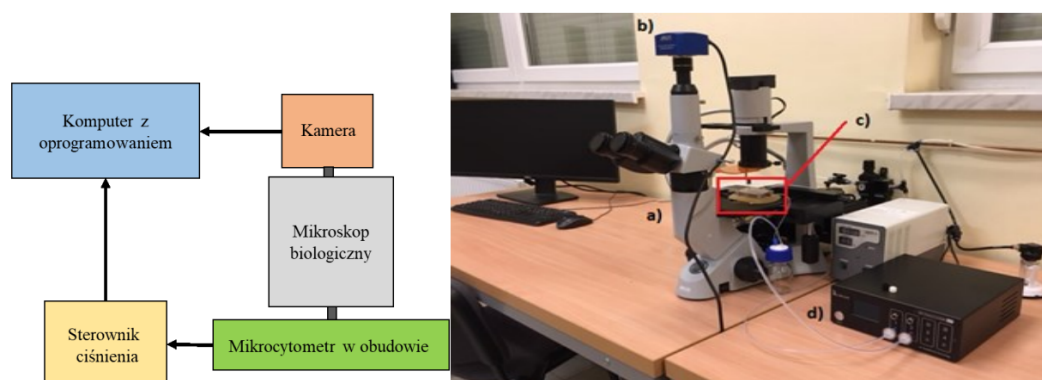 Komputer z
oprogramowaniem
Kamera
Mikroskop
biologiczny
Sterownik
ciśnienia
Mikrocytometr w obudowie
b)
c)
a)
d)